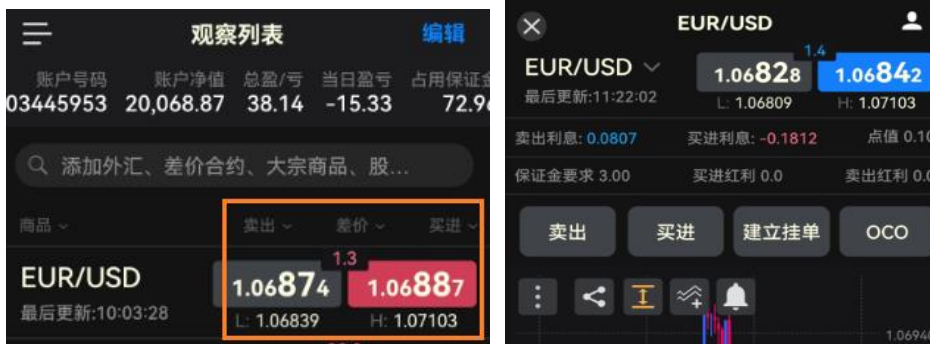 观察列表
编辑
账户号码 账户净值 总盈/亏 当日盈亏 占用保证金
03445953 20,068.87 38.14 -15.33 72.96
添加外汇、差价合约、大宗商品、股...
商品 卖出 差价 买进
EUR/USD
1.3
1.06874 1.06887
最后更新:10:03:28
L: 1.06839 H: 1.07103
EUR/USD
EUR/USD
1.4
1.06828 1.06842
最后更新:11:22:02
L: 1.06809 H: 1.07103
卖出利息: 0.0807 买进利息: -0.1812 点值 0.10
保证金要求 3.00 买进红利 0.0 卖出红利 0.0
卖出 买进 建立挂单 OCO
1.06940